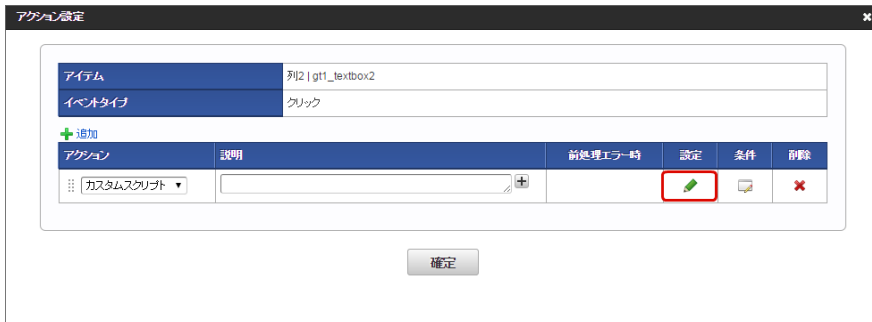 アクション設定
アイテム 列2 | gt1_textbox2
イベントタイプ クリック
追加
アクション 説明 前処理エラー時 設定 条件 削除
カスタムスクリプト
確定